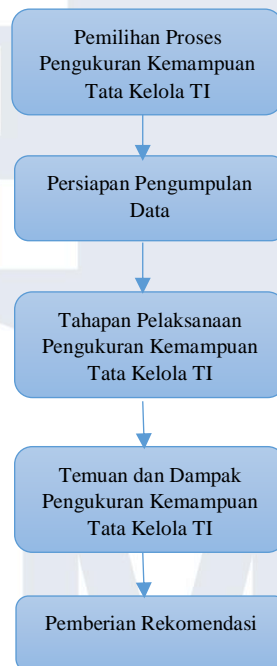 Pemilihan Proses
Pengukuran Kemampuan
Tata Kelola TI
Persiapan Pengumpulan
Data
Tahapan Pelaksanaan
Pengukuran Kemampuan
Tata Kelola TI
Temuan dan Dampak
Pengukuran Kemampuan
Tata Kelola TI
Pemberian Rekomendasi